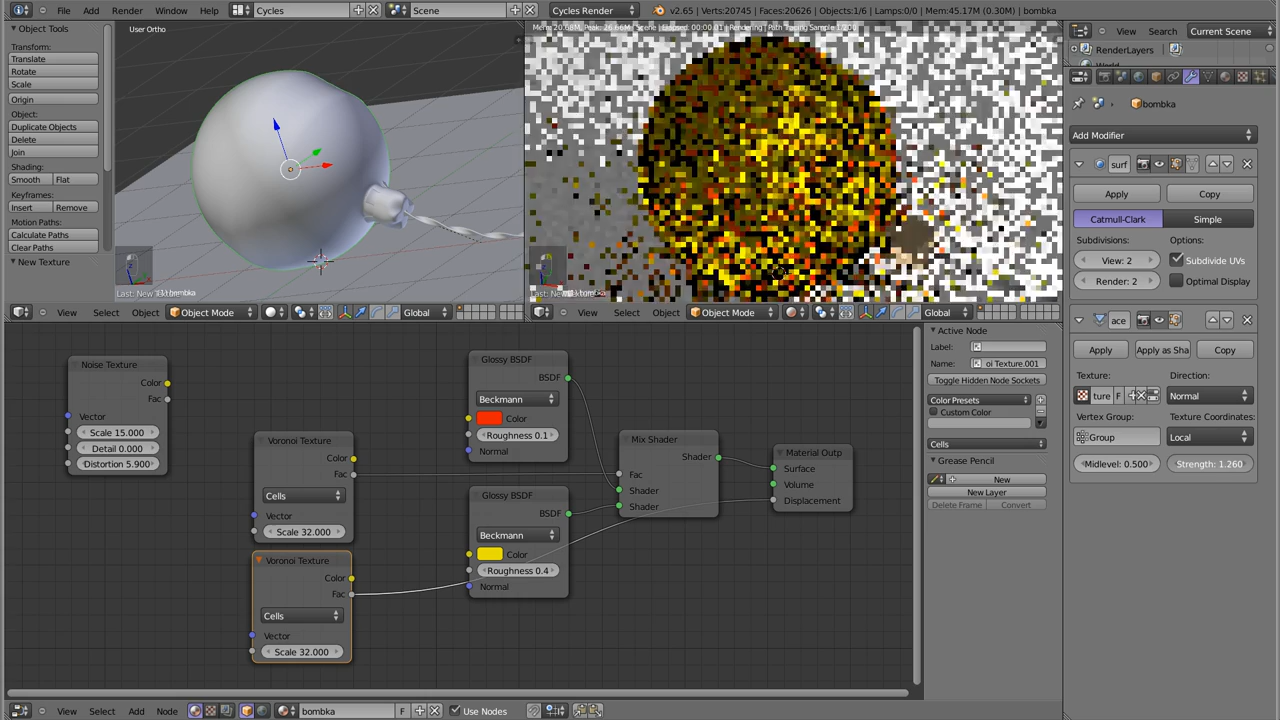 File Render Window Help
Cycles
Scene
Cycles Render
v2.65 | Verts:20745 | Faces:20626 | Objects:1/6 | Lamps:0/0 | Mem:45.17M (0.30M) | bombka
Object Tools
Transform:
Translate
Rotate
Scale
Origin
Object:
Duplicate Objects
Delete
Join
Shading:
Smooth Flat
Keyframes:
Insert Remove
Motion Paths:
Calculate Paths
Clear Paths
New Texture
User Ortho
View Select Object Object Mode Global
View Select Object Object Mode Global
View Search Current Scene
RenderLayers
bombka
Add Modifier
surf
Apply Copy
Catmull-Clark Simple
Subdivisions: Options:
View: 2 Subdivide UVs
Render: 2 Optimal Display
ace
Apply Apply as Sha Copy
Texture: Direction:
ture F Normal
Vertex Group: Texture Coordinates:
Group Local
Midlevel: 0.500 Strength: 1.260
Noise Texture
Color
Fac
Vector
Scale 15.000
Detail 0.000
Distortion 5.900
Voronoi Texture
Color
Fac
Cells
Vector
Scale 32.000
Voronoi Texture
Color
Fac
Cells
Vector
Scale 32.000
Glossy BSDF
BSDF
Beckmann
Color
Roughness 0.1
Normal
Glossy BSDF
BSDF
Beckmann
Color
Roughness 0.4
Normal
Mix Shader
Shader
Fac
Shader
Shader
Material Outp
Surface
Volume
Displacement
Active Node
Label:
Name: oi Texture.001
Toggle Hidden Node Sockets
Color Presets
Custom Color
Cells
Grease Pencil
New
New Layer
Delete Frame Convert
View Select Add Node bombka F Use Nodes